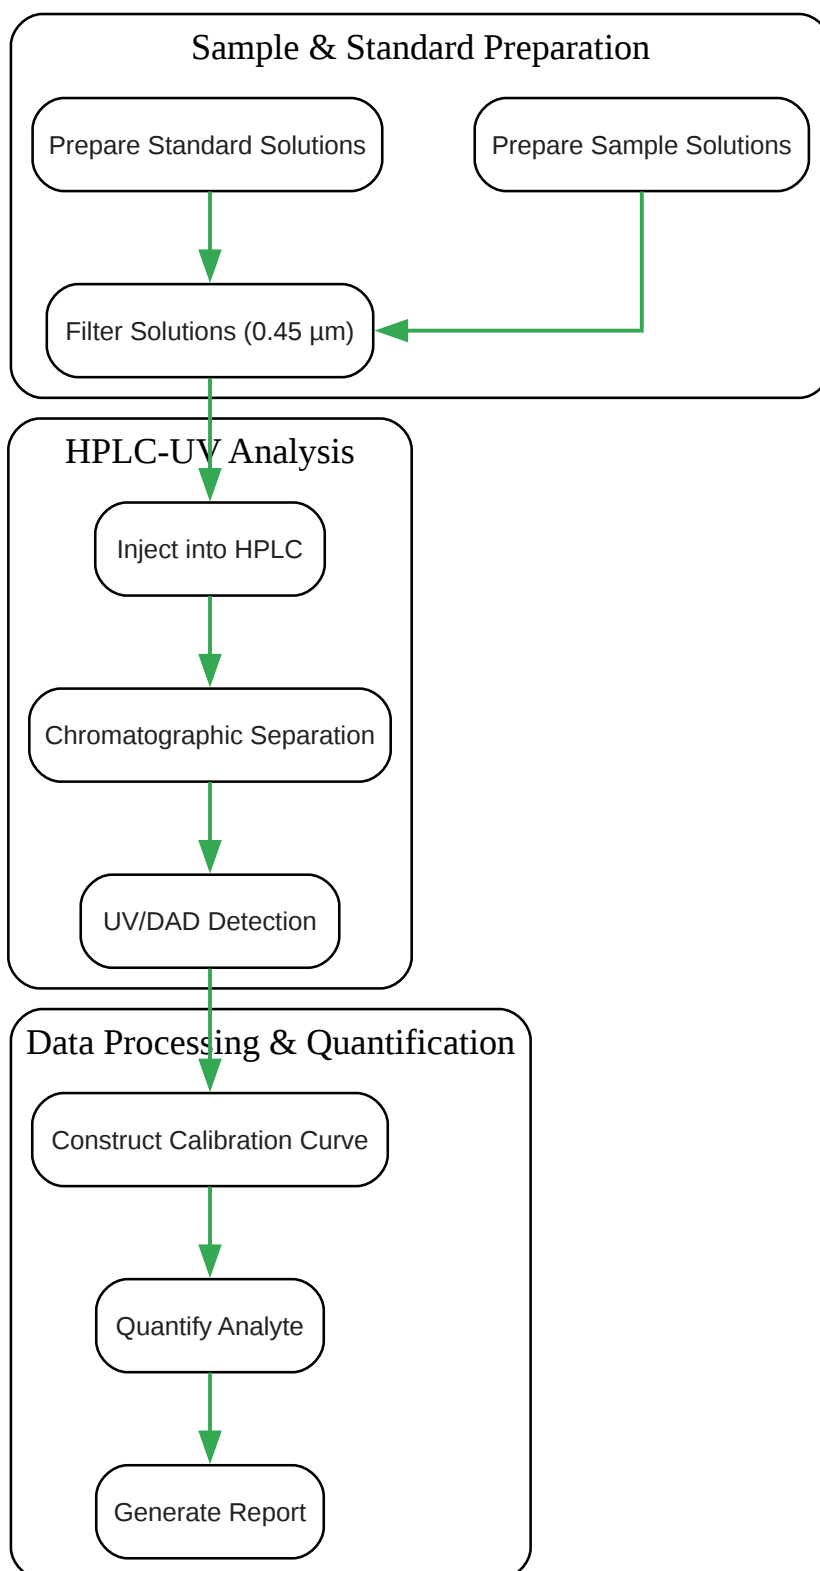 Sample & Standard Preparation
Prepare Standard Solutions
Prepare Sample Solutions
Filter Solutions (0.45 µm)
HPLC-UV Analysis
Inject into HPLC
Chromatographic Separation
UV/DAD Detection
Data Processing & Quantification
Construct Calibration Curve
Quantify Analyte
Generate Report